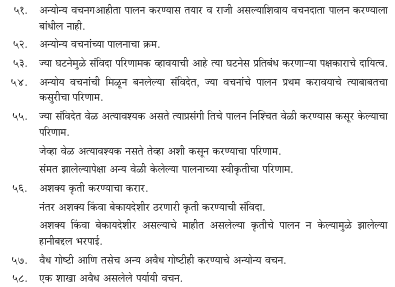 ५१. अन्योन्य वचनगआहीता पालन करण्यास तयार व राजी असल्याशिवाय वचनदाता पालन करण्याला
बांधील नाही.
५२. अन्योन्य वचनांच्या पालनाचा क्रम.
५३. ज्या घटनेमुळे संविदा परिणामक व्हावयाची आहे त्या घटनेस प्रतिबंध करणाऱ्या पक्षकाराचे दायित्व.
५४. अन्योय वचनांची मिळून बनलेल्या संविदेत, ज्या वचनांचे पालन प्रथम करावयाचे त्याबाबतचा
कसुरीचा परिणाम.
५५. ज्या संविदेत वेळ अत्यावश्यक असते त्याप्रसंगी तिचे पालन निश्चित वेळी करण्यास कसूर केल्याचा
परिणाम.
जेव्हा वेळ अत्यावश्यक नसते तेव्हा अशी कसून करण्याचा परिणाम.
संमत झालेल्यापेक्षा अन्य वेळी केलेल्या पालनाच्या स्वीकृतीचा परिणाम.
५६. अशक्य कृती करण्याचा करार.
नंतर अशक्य किंवा बेकायदेशीर ठरणारी कृती करण्याची संविदा.
अशक्य किंवा बेकायदेशीर असल्याचे माहीत असलेल्या कृतीचे पालन न केल्यामुळे झालेल्या
हानीबद्दल भरपाई.
५७. वैध गोष्टी आणि तसेच अन्य अवैध गोष्टीही करण्याचे अन्योन्य वचन.
५८. एक शाखा अवैध असलेले पर्यायी वचन.